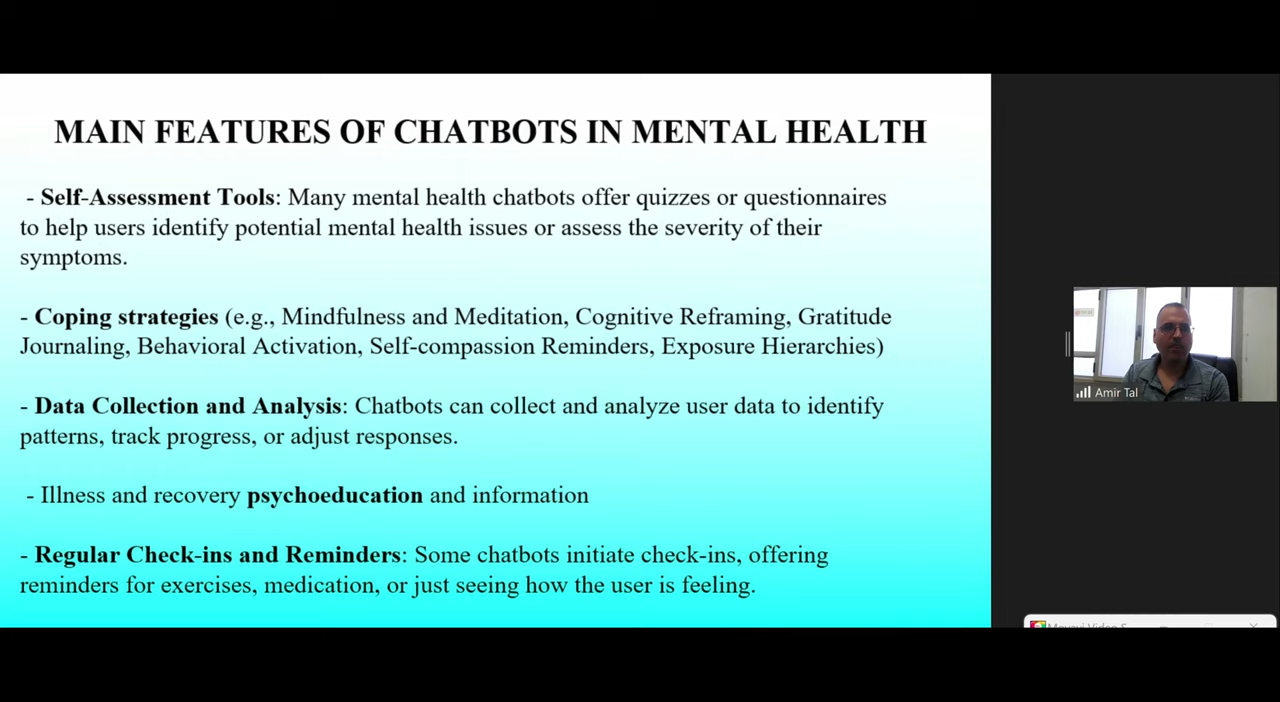 MAIN FEATURES OF CHATBOTS IN MENTAL HEALTH
- Self-Assessment Tools: Many mental health chatbots offer quizzes or questionnaires
to help users identify potential mental health issues or assess the severity of their
symptoms.
- Coping strategies (e.g., Mindfulness and Meditation, Cognitive Reframing, Gratitude
Journaling, Behavioral Activation, Self-compassion Reminders, Exposure Hierarchies)
- Data Collection and Analysis: Chatbots can collect and analyze user data to identify
patterns, track progress, or adjust responses.
- Illness and recovery psychoeducation and information
- Regular Check-ins and Reminders: Some chatbots initiate check-ins, offering
reminders for exercises, medication, or just seeing how the user is feeling.
Amir Tal